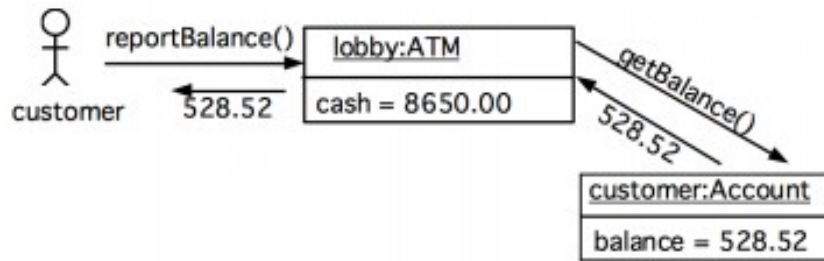 reportBalance()
528.52
customer
lobby:ATM
cash = 8650.00
getBalance()
528.52
customer:Account
balance = 528.52